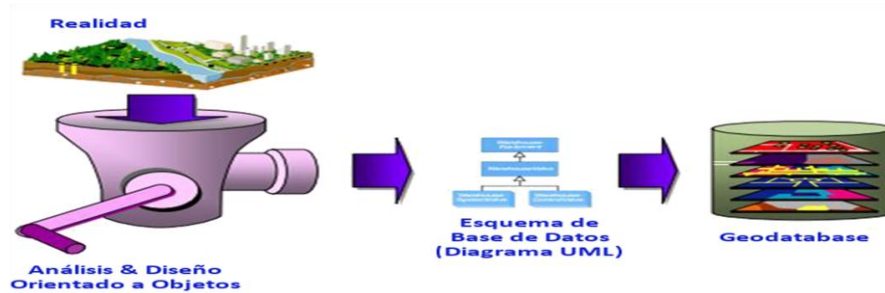 Realidad
Análisis & Diseño
Orientado a Objetos
Esquema de
Base de Datos
(Diagrama UML)
Geodatabase